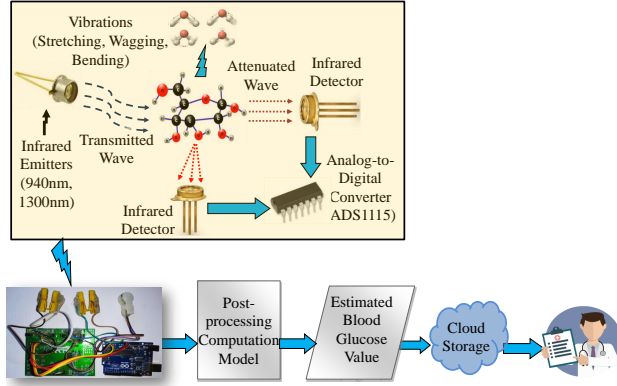 Vibrations
(Stretching, Wagging,
Bending)
Attenuated
Wave
Infrared
Detector
Transmitted
Wave
Infrared
Emitters
(940nm,
1300nm)
Infrared
Detector
Analog-to-
Digital
Converter
ADS1115)
Post-
processing
Computation
Model
Estimated
Blood
Glucose
Value
Cloud
Storage